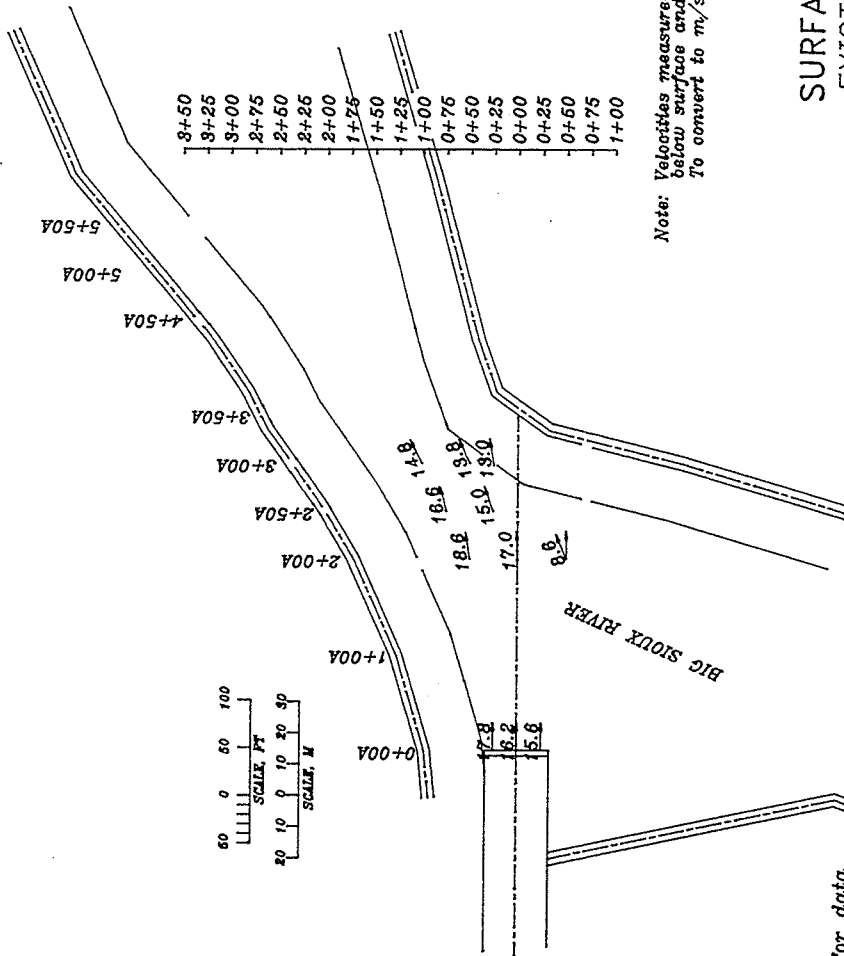 5+50A
5+00A
4+50A
3+50A
3+00A
2+50A
2+00A
1+00A
0+00A
3+50
3+25
3+00
2+75
2+50
2+25
2+00
1+75
1+50
1+25
1+00
0+75
0+50
0+25
0+00
0+25
0+50
0+75
1+00
50 0 50 100
SCALE, FT
20 10 0 10 20 30
SCALE, M
14.8
13.8
13.0
16.6
15.0
18.6
17.0
8.6
17.8
16.2
15.6
BIG SIOUX RIVER
Note: Velocities measure
below surface and
To convert to m/s
SURFA
For data